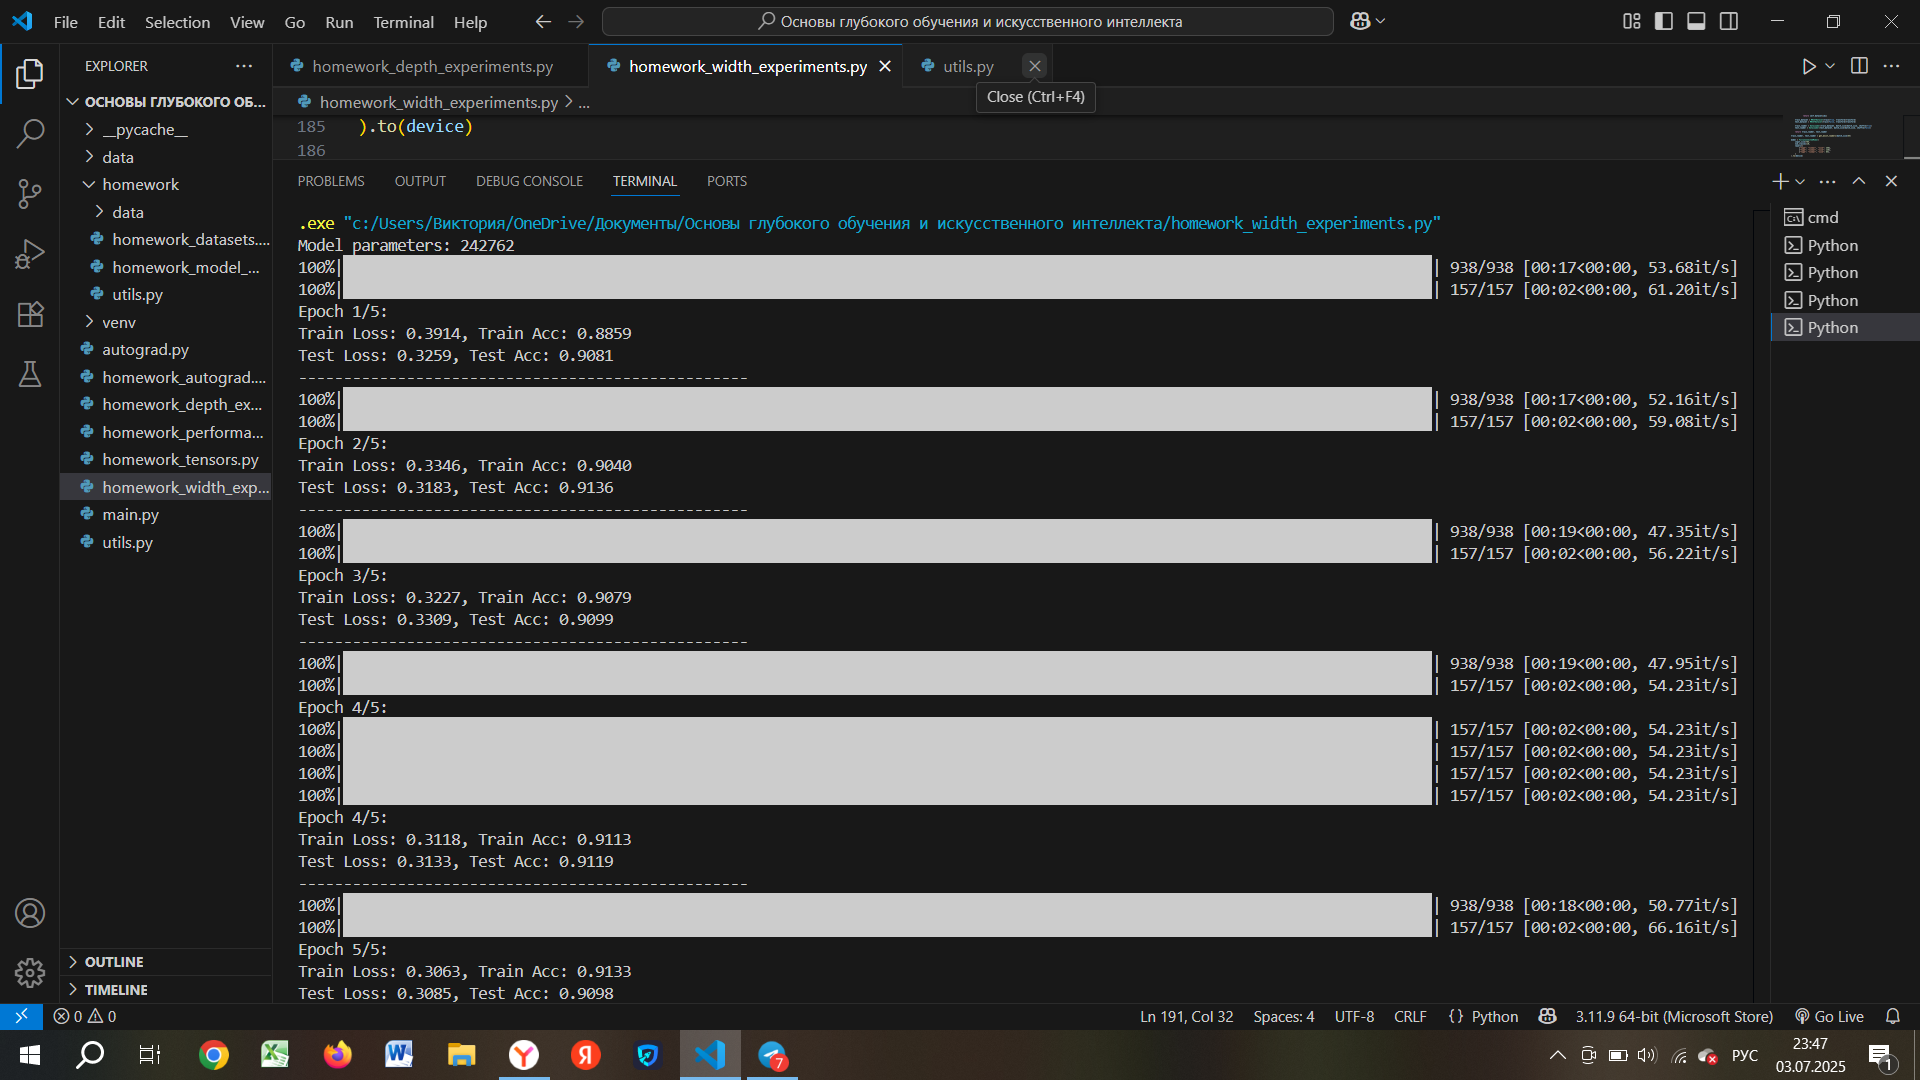 File Edit Selection View Go Run Terminal Help
Основы глубокого обучения и искусственного интеллекта
EXPLORER
homework_depth_experiments.py
homework_width_experiments.py
utils.py
Close (Ctrl+F4)
ОСНОВЫ ГЛУБОКОГО ОБ...
__pycache__
data
homework
data
homework_datasets....
homework_model_...
utils.py
venv
autograd.py
homework_autograd....
homework_depth_ex...
homework_performa...
homework_tensors.py
homework_width_exp...
main.py
utils.py
OUTLINE
TIMELINE
homework_width_experiments.py > ...
185 ).to(device)
186
PROBLEMS OUTPUT DEBUG CONSOLE TERMINAL PORTS
.exe "c:/Users/Виктория/OneDrive/Документы/Основы глубокого обучения и искусственного интеллекта/homework_width_experiments.py"
Model parameters: 242762
100%| | 938/938 [00:17<00:00, 53.68it/s]
100%| | 157/157 [00:02<00:00, 61.20it/s]
Epoch 1/5:
Train Loss: 0.3914, Train Acc: 0.8859
Test Loss: 0.3259, Test Acc: 0.9081
--------------------------------------------------
100%| | 938/938 [00:17<00:00, 52.16it/s]
100%| | 157/157 [00:02<00:00, 59.08it/s]
Epoch 2/5:
Train Loss: 0.3346, Train Acc: 0.9040
Test Loss: 0.3183, Test Acc: 0.9136
--------------------------------------------------
100%| | 938/938 [00:19<00:00, 47.35it/s]
100%| | 157/157 [00:02<00:00, 56.22it/s]
Epoch 3/5:
Train Loss: 0.3227, Train Acc: 0.9079
Test Loss: 0.3309, Test Acc: 0.9099
--------------------------------------------------
100%| | 938/938 [00:19<00:00, 47.95it/s]
100%| | 157/157 [00:02<00:00, 54.23it/s]
Epoch 4/5:
100%| | 157/157 [00:02<00:00, 54.23it/s]
100%| | 157/157 [00:02<00:00, 54.23it/s]
100%| | 157/157 [00:02<00:00, 54.23it/s]
100%| | 157/157 [00:02<00:00, 54.23it/s]
Epoch 4/5:
Train Loss: 0.3118, Train Acc: 0.9113
Test Loss: 0.3133, Test Acc: 0.9119
--------------------------------------------------
100%| | 938/938 [00:18<00:00, 50.77it/s]
100%| | 157/157 [00:02<00:00, 66.16it/s]
Epoch 5/5:
Train Loss: 0.3063, Train Acc: 0.9133
Test Loss: 0.3085, Test Acc: 0.9098
cmd
Python
Python
Python
Python
0 0
Ln 191, Col 32 Spaces: 4 UTF-8 CRLF {} Python 3.11.9 64-bit (Microsoft Store) Go Live
7
РУС
23:47
03.07.2025
1